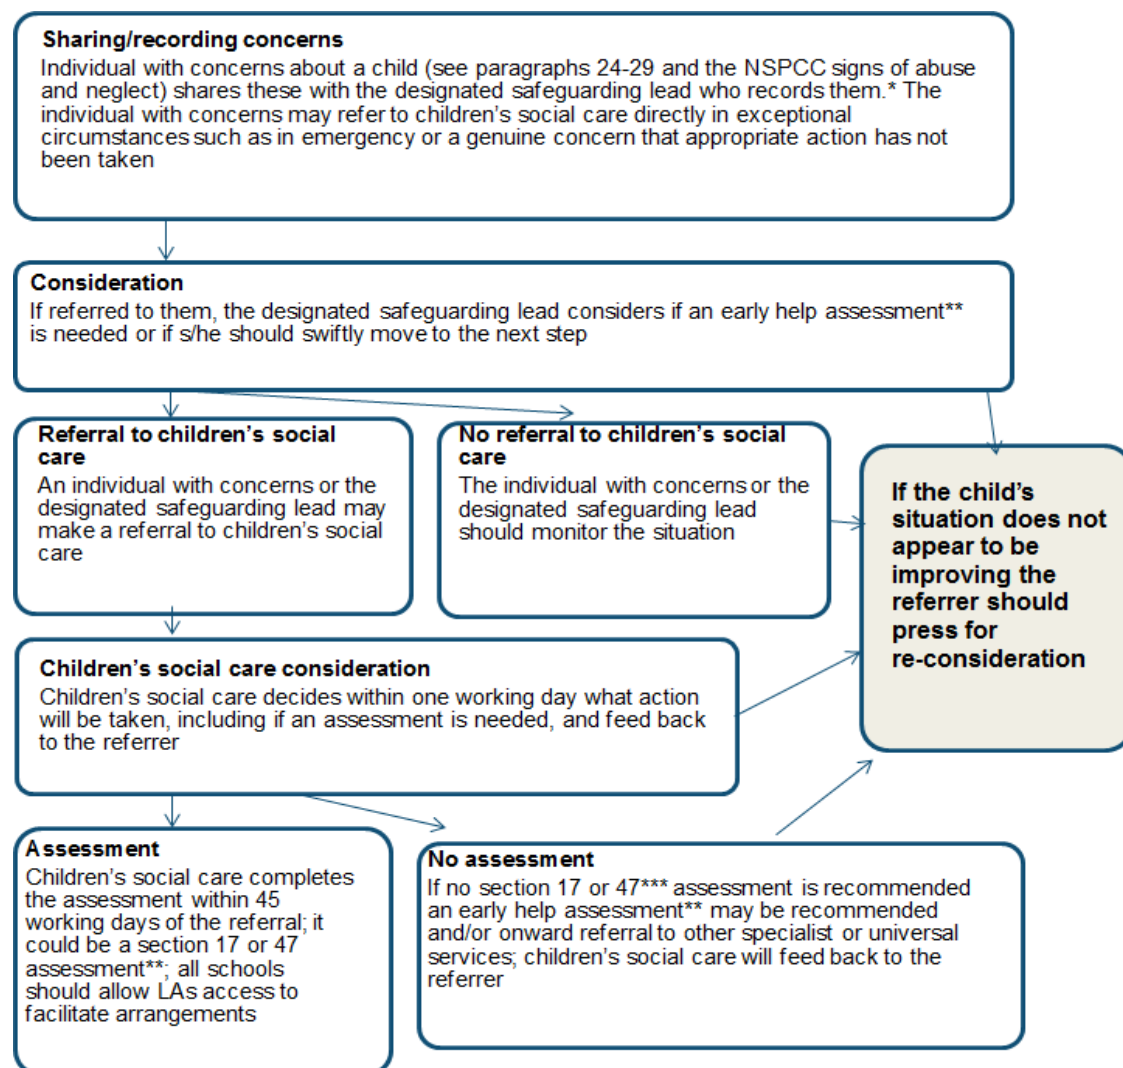 Sharing/recording concerns
Individual with concerns about a child (see paragraphs 24-29 and the NSPCC signs of abuse
and neglect) shares these with the designated safeguarding lead who records them.* The
individual with concerns may refer to children's social care directly in exceptional
circumstances such as in emergency or a genuine concern that appropriate action has not
been taken
Consideration
If referred to them, the designated safeguarding lead considers if an early help assessment**
is needed or if s/he should swiftly move to the next step
Referral to children's social
care
An individual with concerns or the
designated safeguarding lead may
make a referral to children's social
care
No referral to children's social
care
The individual with concerns or the
designated safeguarding lead
should monitor the situation
If the child's
situation does not
appear to be
improving the
referrer should
press for
re-consideration
Children's social care consideration
Children's social care decides within one working day what action
will be taken, including if an assessment is needed, and feed back
to the referrer
Assessment
Children's social care completes
the assessment within 45
working days of the referral; it
could be a section 17 or 47
assessment**; all schools
should allow LAs access to
facilitate arrangements
No assessment
If no section 17 or 47*** assessment is recommended
an early help assessment** may be recommended
and/or onward referral to other specialist or universal
services; children's social care will feed back to the
referrer